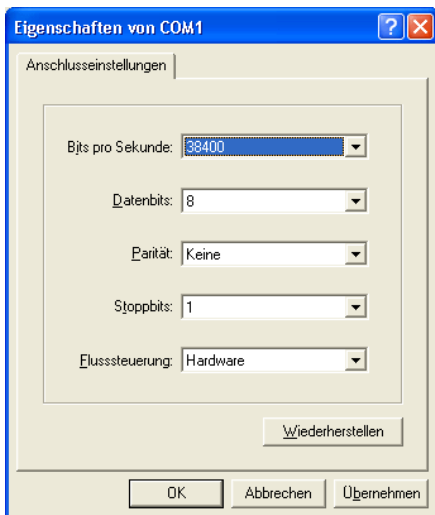 Eigenschaften von COM1
Anschlusseinstellungen
Bits pro Sekunde: 38400
Datenbits: 8
Parität: Keine
Stoppbits: 1
Flusssteuerung: Hardware
Wiederherstellen
OK Abbrechen Übernehmen